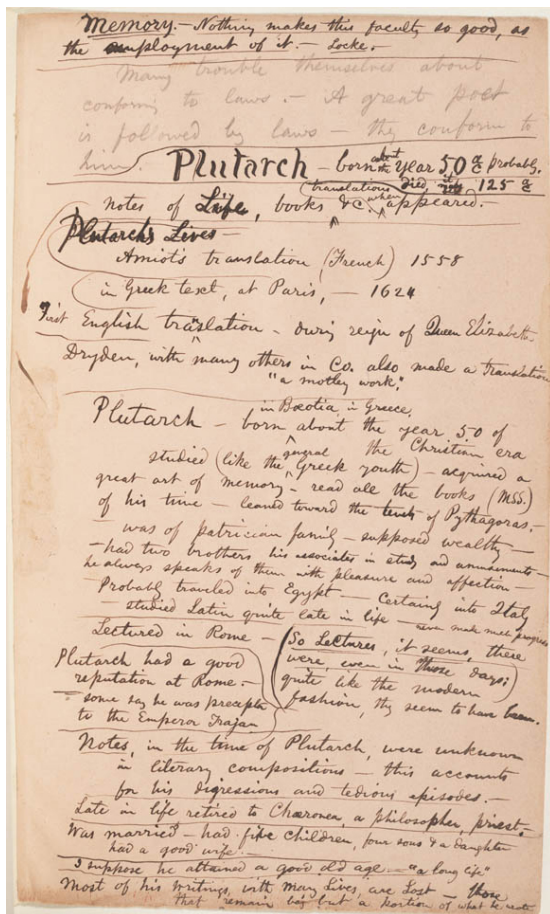 Memory. — Nothing makes this faculty so good, as
the employment of it. — Locke.
Many trouble themselves about
conforming to laws. — A great poet
is followed by laws — they conform to
him
Plutarch — born about the Year 50 probably.
died, 125
translations
notes of Life, books &c. when appeared. —
Plutarch's Lives —
Amiot's translation (French) 1558
in Greek text, at Paris, — 1624
First English translation — during reign of Queen Elizabeth
Dryden, with many others in Co. also made a translation
"a motley work."
in Bœotia, in Greece,
Plutarch — born about the year 50 of
the Christian era
studied (like the general Greek youth) — acquired a
great art of memory — read all the books (MSS.)
of his time — leaned toward the of Pythagoras. —
— was of patrician family — supposed wealthy —
— had two brothers his associates in study and amusements —
he always speaks of them with pleasure and affection —
Probably traveled into Egypt — Certainly into Italy
— studied Latin quite late in life — never made much progress
Lectured in Rome — (So Lectures, it seems, there
were, even in those days;
quite like the modern
fashion, they seem to have been.
Plutarch had a good
reputation at Rome —
— some say he was preceptor
to the Emperor Trajan
Notes, in the time of Plutarch, were unknown
in literary compositions — this accounts
for his digressions and tedious episodes. —
Late in life retired to Chæronea, a philosopher, priest.
Was married — had five children, four sons & a daughter
had a good wife. —
I suppose he attained a good old age — "a long life"
Most of his writings, with many Lives, are Lost — those
that remain being but a portion of what he wrote